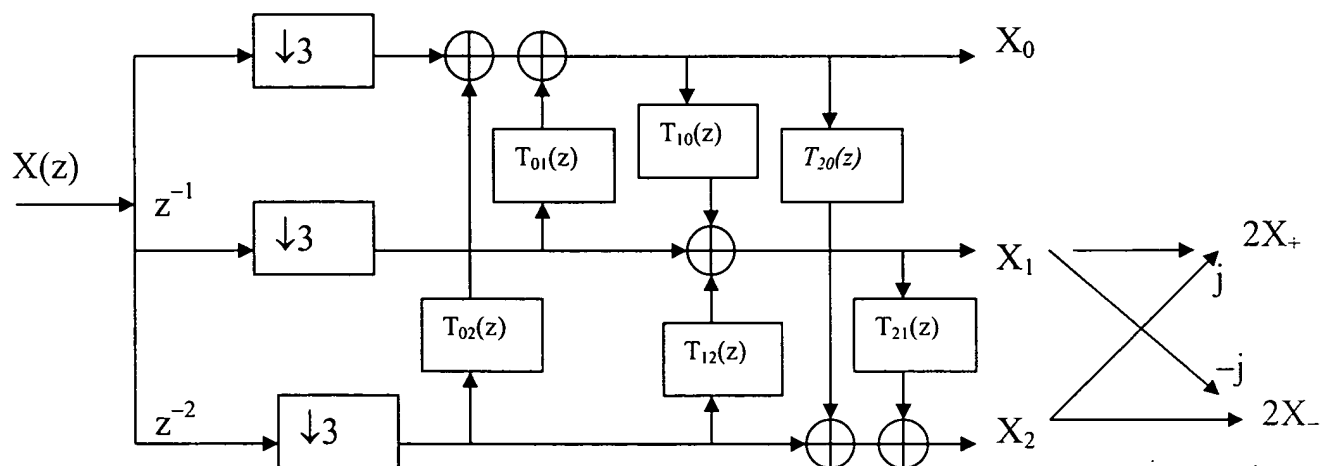 ↓3
X₀
T₁₀(z)
T₂₀(z)
T₀₁(z)
X(z)
z⁻¹
↓3
X₁
2X₊
j
T₀₂(z)
T₁₂(z)
T₂₁(z)
–j
z⁻²
↓3
X₂
2X₋